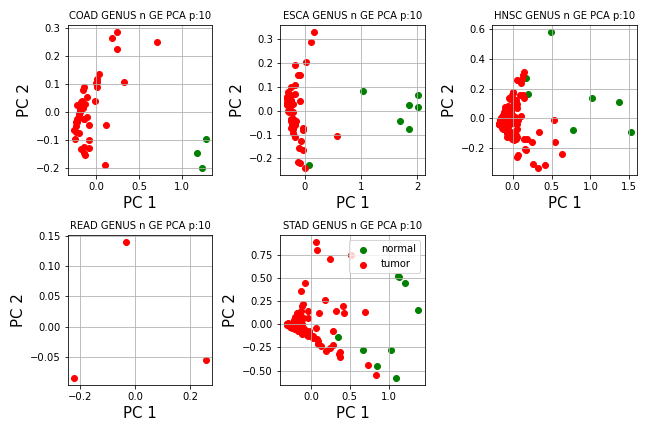 COAD GENUS n GE PCA p:10
0.3
0.2
0.1
0.0
−0.1
−0.2
PC 2
0.0
0.5
1.0
PC 1
ESCA GENUS n GE PCA p:10
0.3
0.2
0.1
0.0
−0.1
−0.2
PC 2
0
1
2
PC 1
HNSC GENUS n GE PCA p:10
0.6
0.4
0.2
0.0
−0.2
PC 2
0.0
0.5
1.0
1.5
PC 1
READ GENUS n GE PCA p:10
0.15
0.10
0.05
0.00
−0.05
PC 2
−0.2
0.0
0.2
PC 1
STAD GENUS n GE PCA p:10
normal
tumor
0.75
0.50
0.25
0.00
−0.25
−0.50
PC 2
0.0
0.5
1.0
PC 1